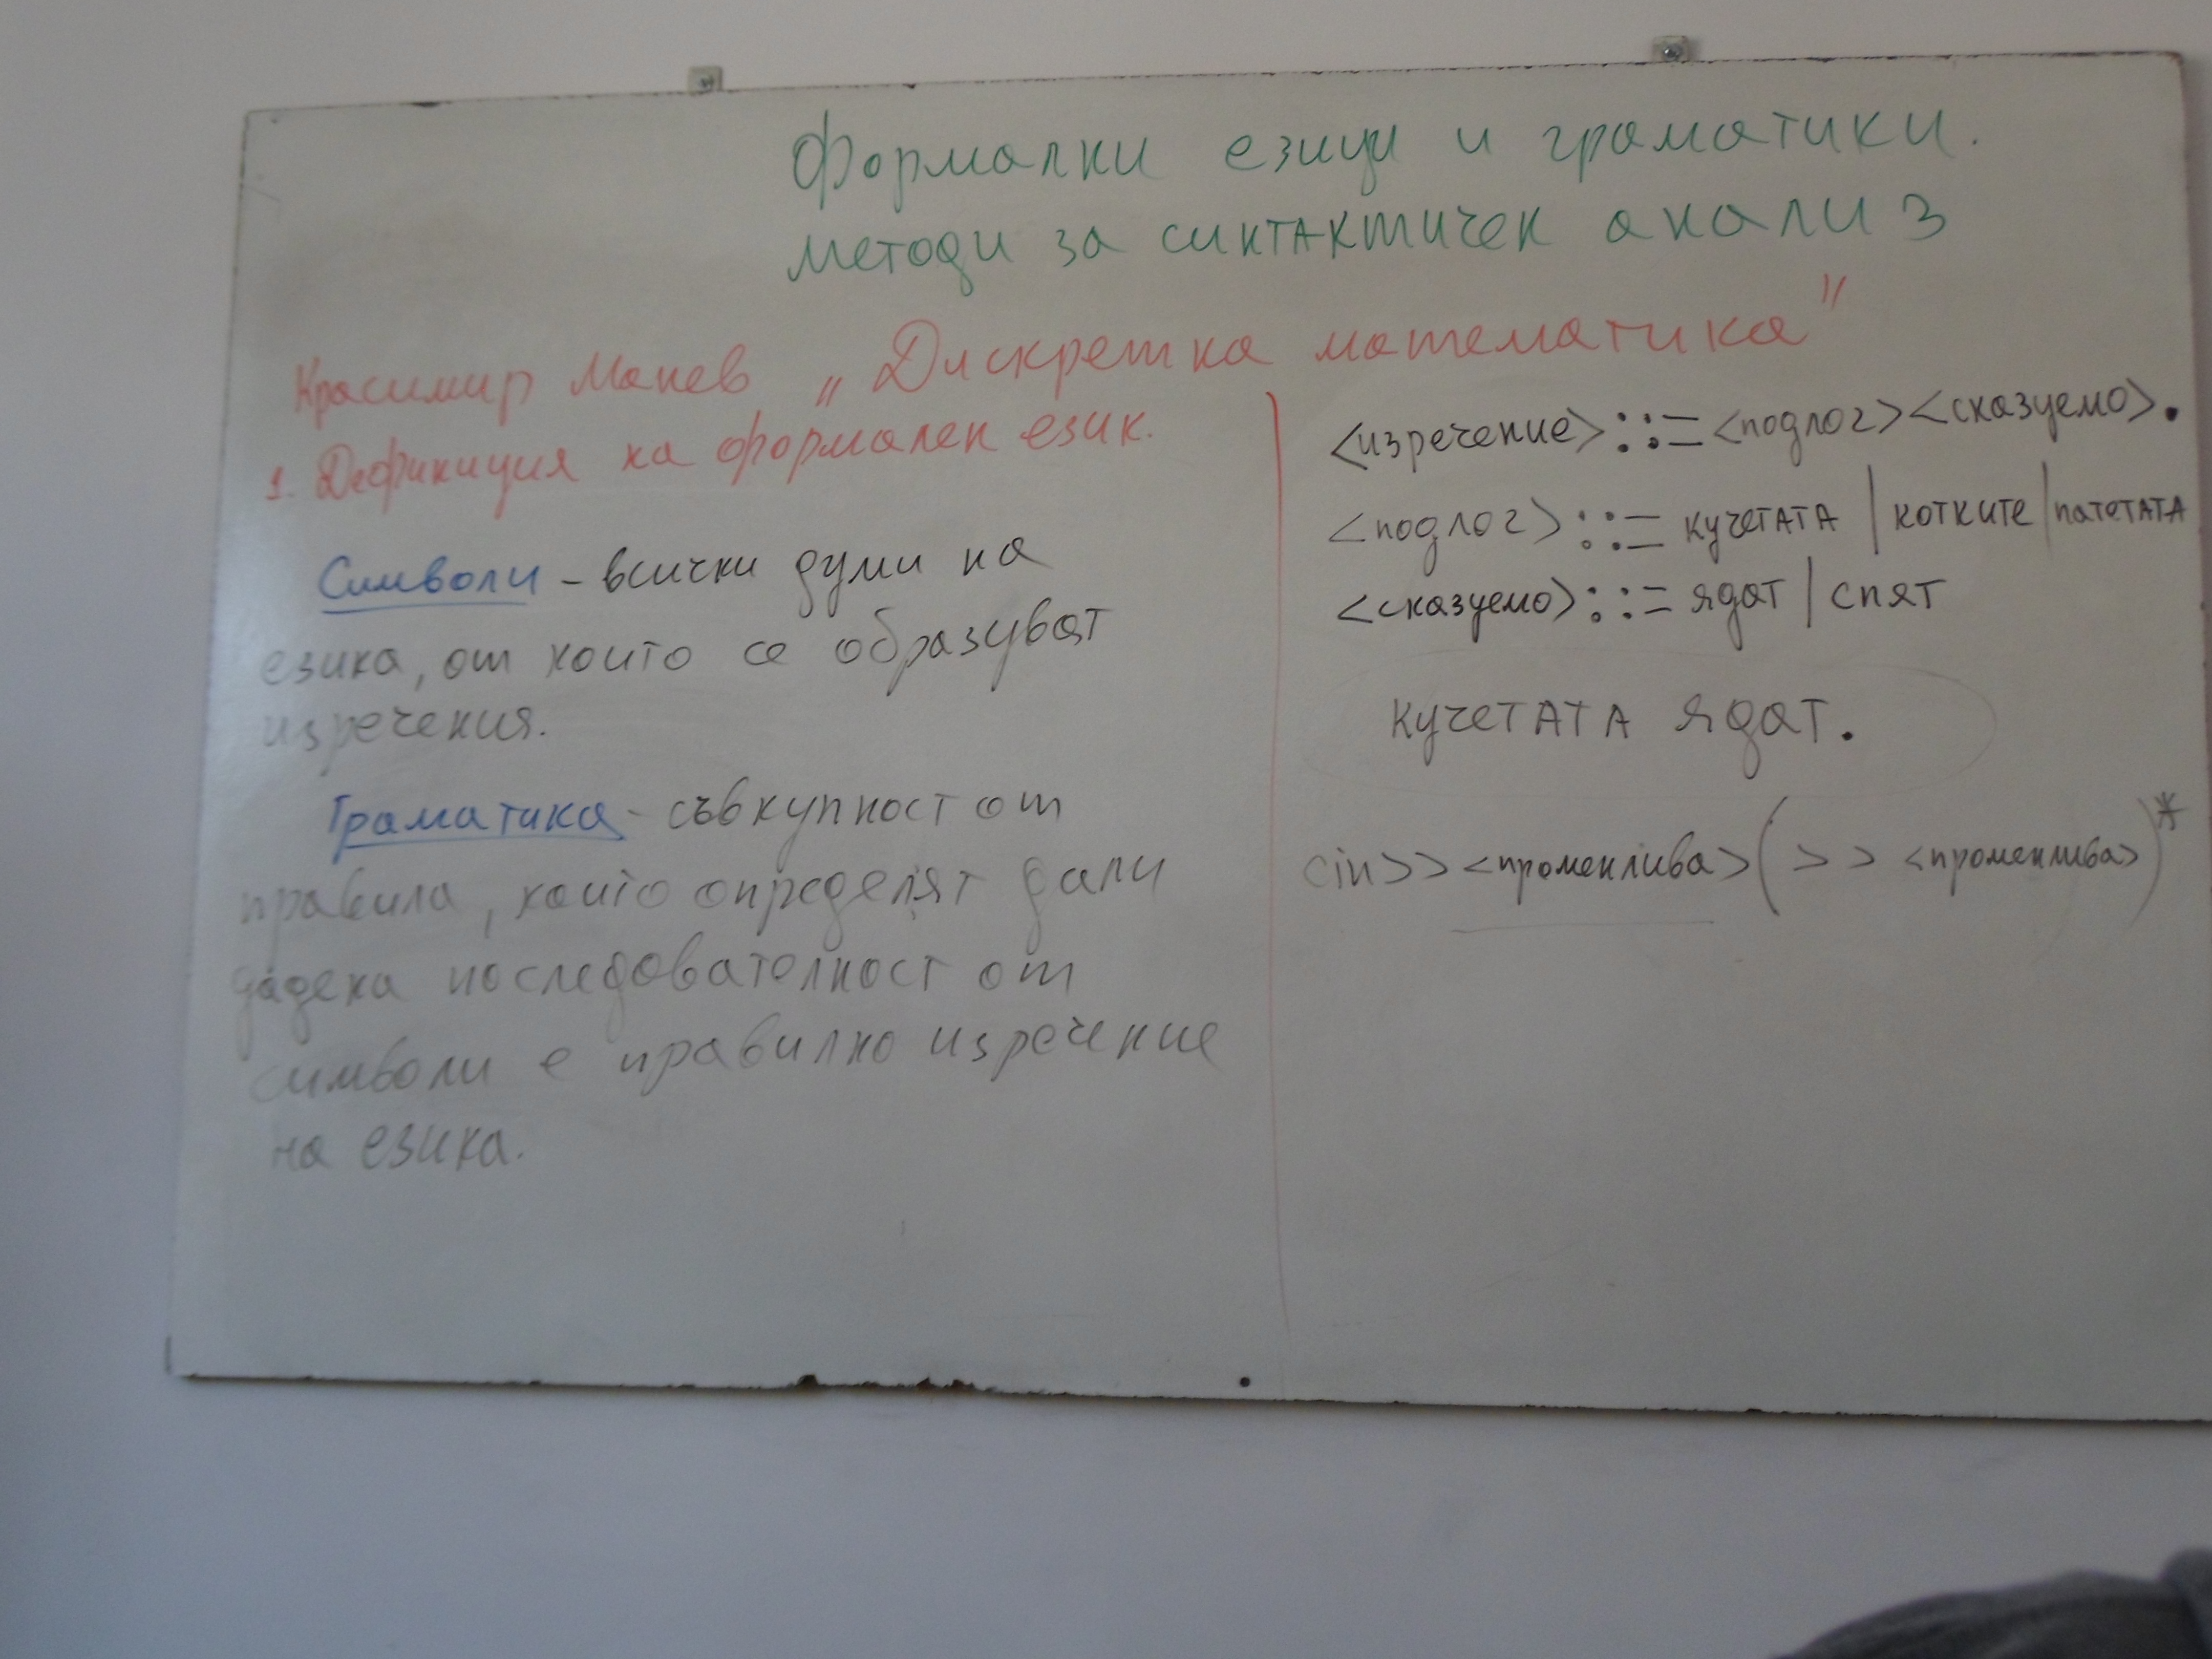 Формални езици и граматики.
Методи за синтактичен анализ
Красимир Манев „Дискретна математика"
1. Дефиниция на формален език.
Символи - всички думи на
езика, от които се образуват
изречения.
Граматика - съвкупност от
правила, които определят дали
дадена последователност от
символи е правилно изречение
на езика.
<изречение> ::= <подлог> <сказуемо>.
<подлог> ::= кучетата | котките | патетата
<сказуемо> ::= ядат | спят
кучетата ядат.
cin >> <променлива> ( >> <променлива> )*